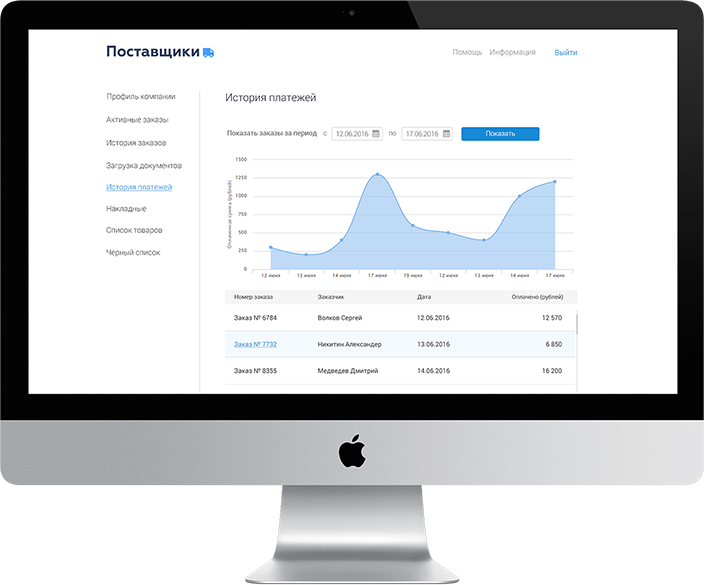 Поставщики
Помощь Информация Выйти
Профиль компании
Активные заказы
История заказов
Загрузка документов
История платежей
Накладные
Список товаров
Черный список
История платежей
Показать заказы за период с 12.06.2016 по 17.06.2016 Показать
Оплаченная сумма (рублей)
1500
1250
1000
750
500
250
0
12 июня 13 июня 14 июня 17 июня 19 июня 12 июня 13 июня 14 июня 17 июня
Номер заказа Заказчик Дата Оплачено (рублей)
Заказ № 6784 Волков Сергей 12.06.2016 12 570
Заказ № 7732 Никитин Александер 13.06.2016 6 850
Заказ № 8355 Медведев Дмитрий 14.06.2016 16 200